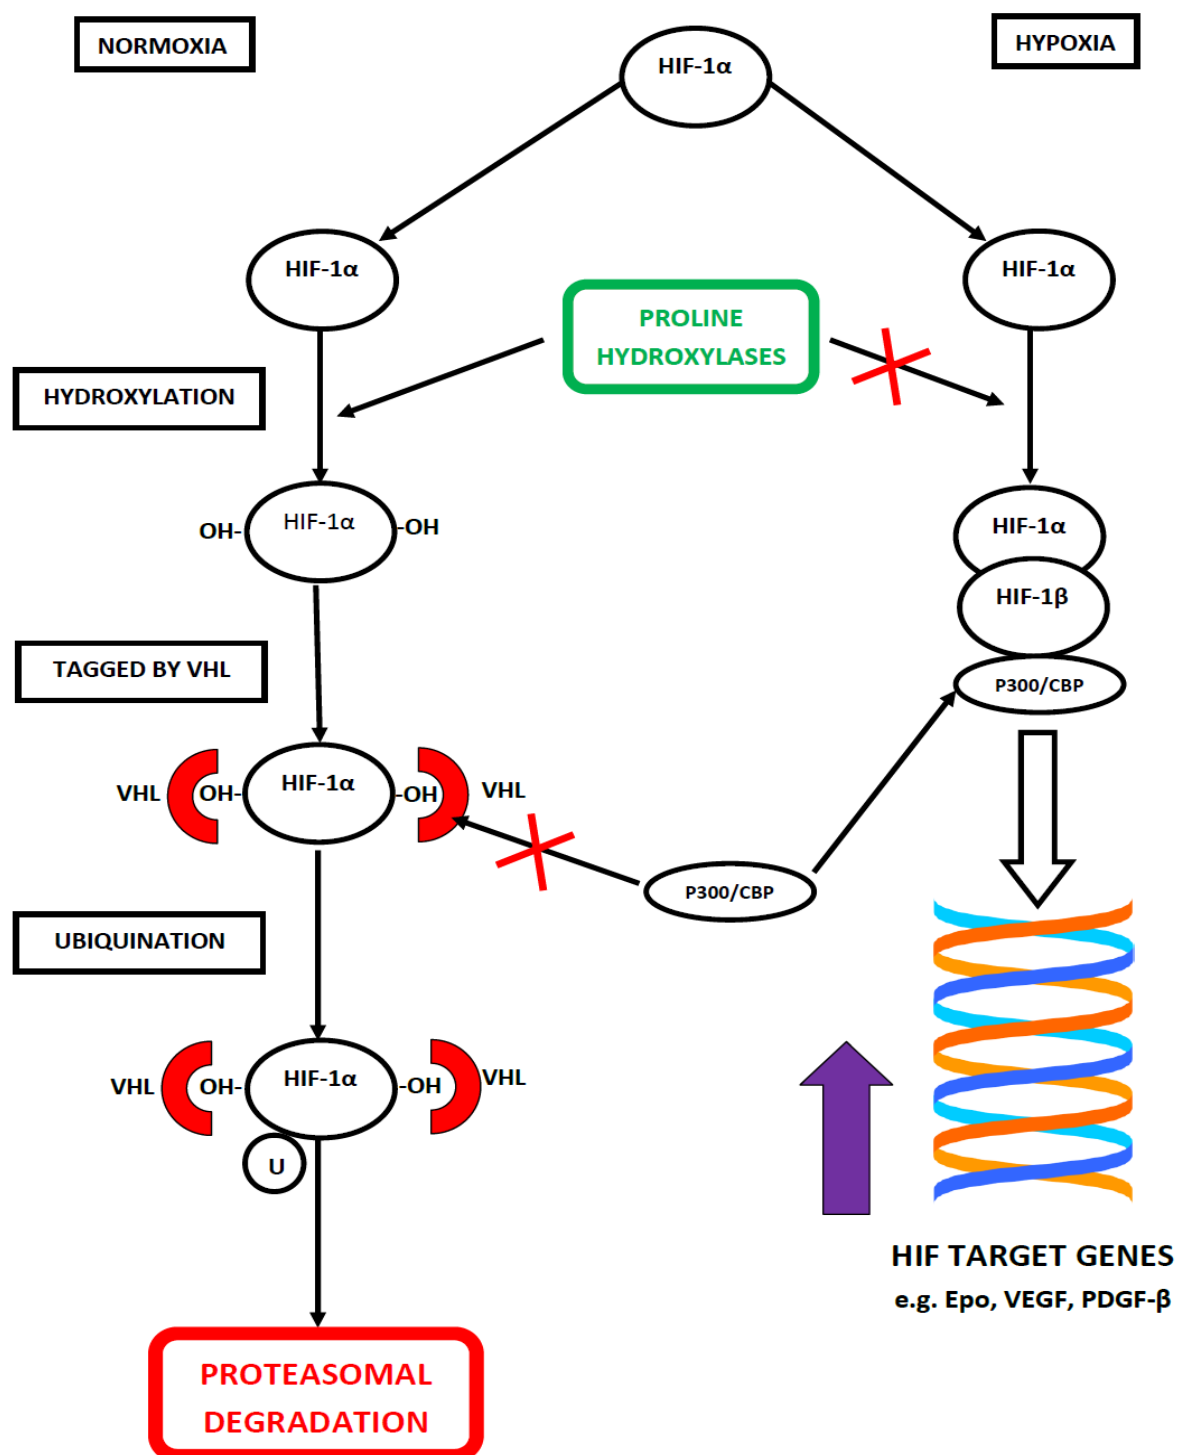 NORMOXIA
HIF-1α
HYPOXIA
HIF-1α
HIF-1α
PROLINE
HYDROXYLASES
HYDROXYLATION
OH-
HIF-1α
-OH
HIF-1α
HIF-1β
P300/CBP
TAGGED BY VHL
VHL
OH-
HIF-1α
-OH
VHL
P300/CBP
UBIQUINATION
VHL
OH-
HIF-1α
-OH
VHL
U
HIF TARGET GENES
e.g. Epo, VEGF, PDGF-β
PROTEASOMAL
DEGRADATION